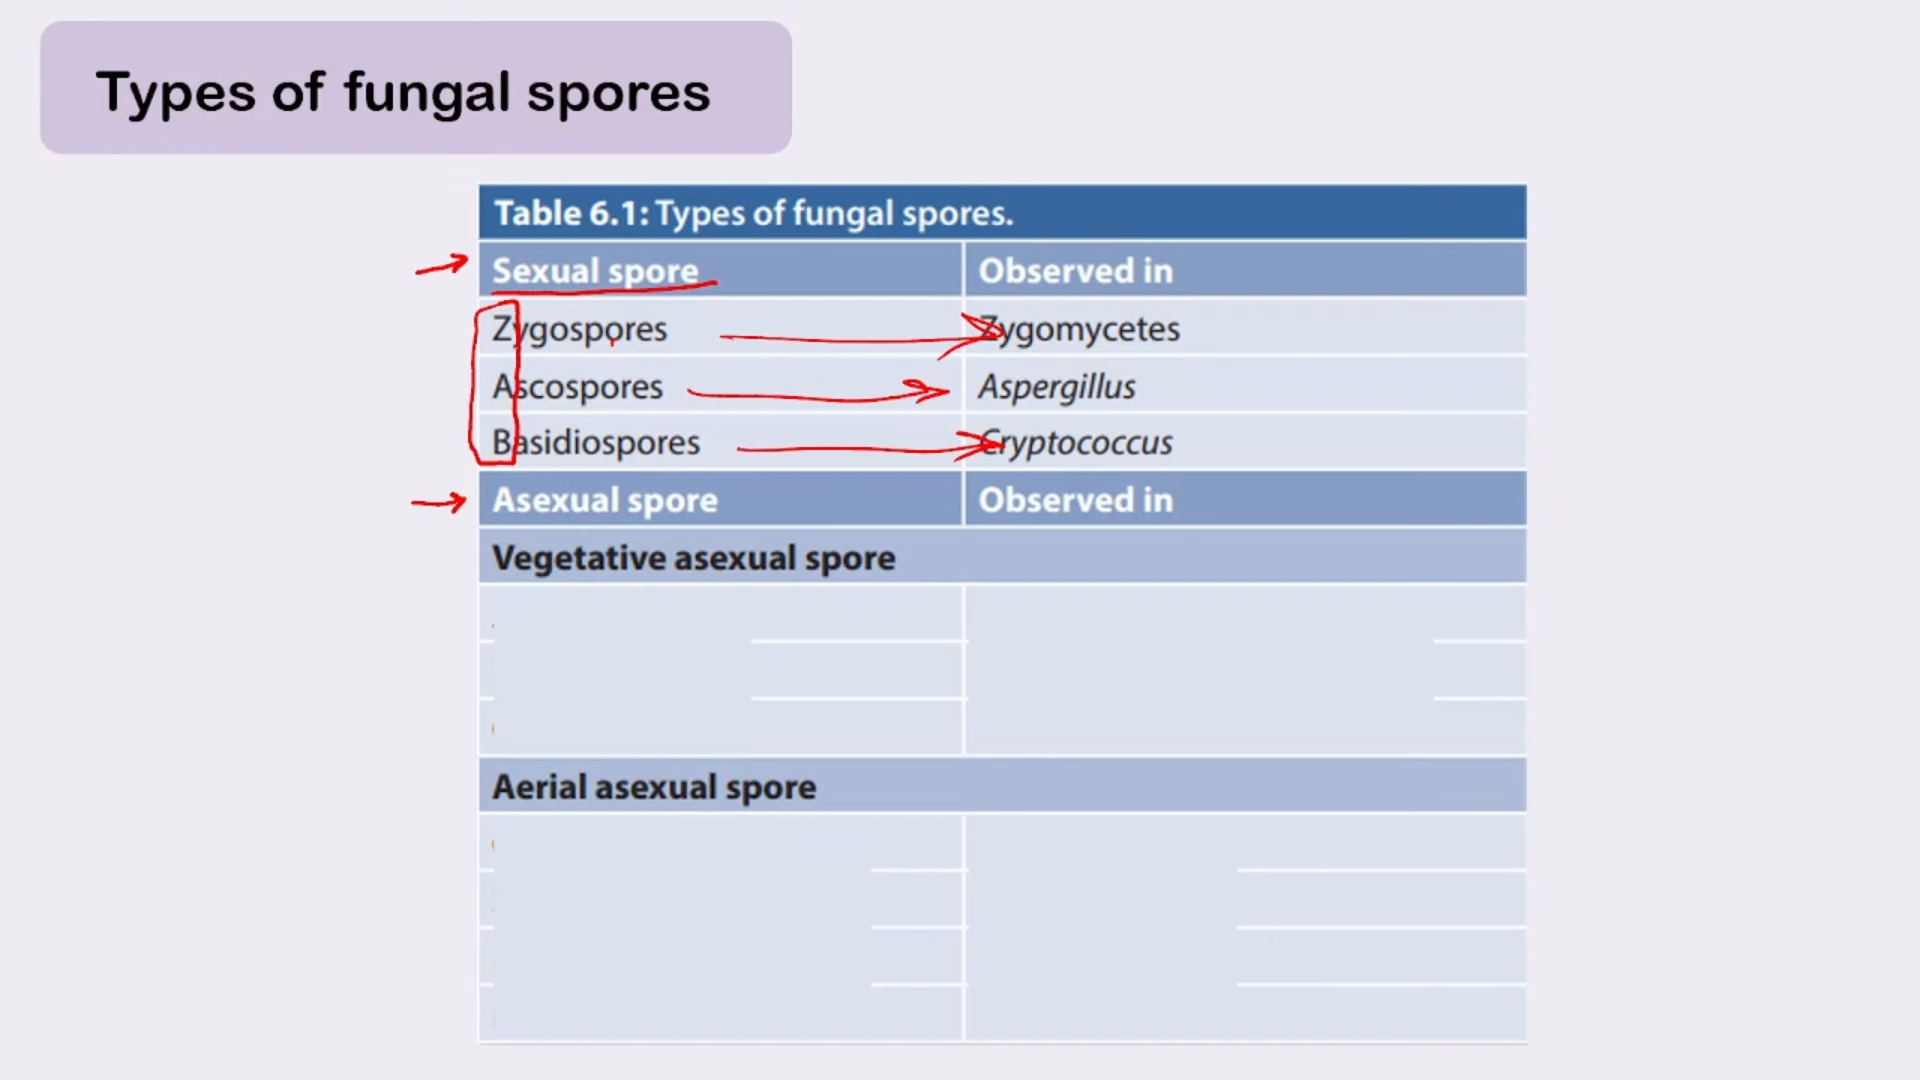 Types of fungal spores
Table 6.1: Types of fungal spores.
Sexual spore Observed in
Zygospores Zygomycetes
Ascospores Aspergillus
Basidiospores Cryptococcus
Asexual spore Observed in
Vegetative asexual spore
Aerial asexual spore